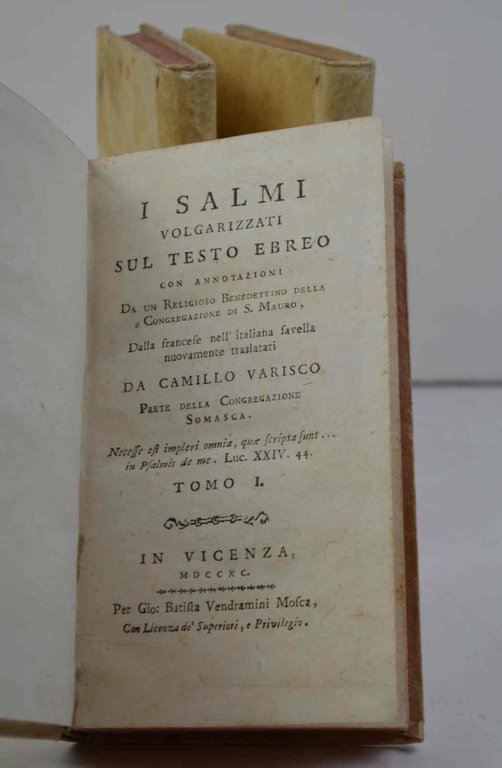 I SALMI
VOLGARIZZATI
SUL TESTO EBREO
CON ANNOTAZIONI
DA UN RELIGIOSO BENEDETTINO DELLA
CONGREGAZIONE DI S. MAURO,
Dalla francese nell' italiana favella
nuovamente traslatati
DA CAMILLO VARISCO
PRETE DELLA CONGREGAZIONE
SOMASCA.
Necesse est impleri omnia, quæ scripta sunt...
in Psalmis de me. Luc. XXIV. 44.
TOMO I.
IN VICENZA,
MDCCXC.
Per Gio: Batista Vendramini Mosca,
Con Licenza de' Superiori, e Privilegio.